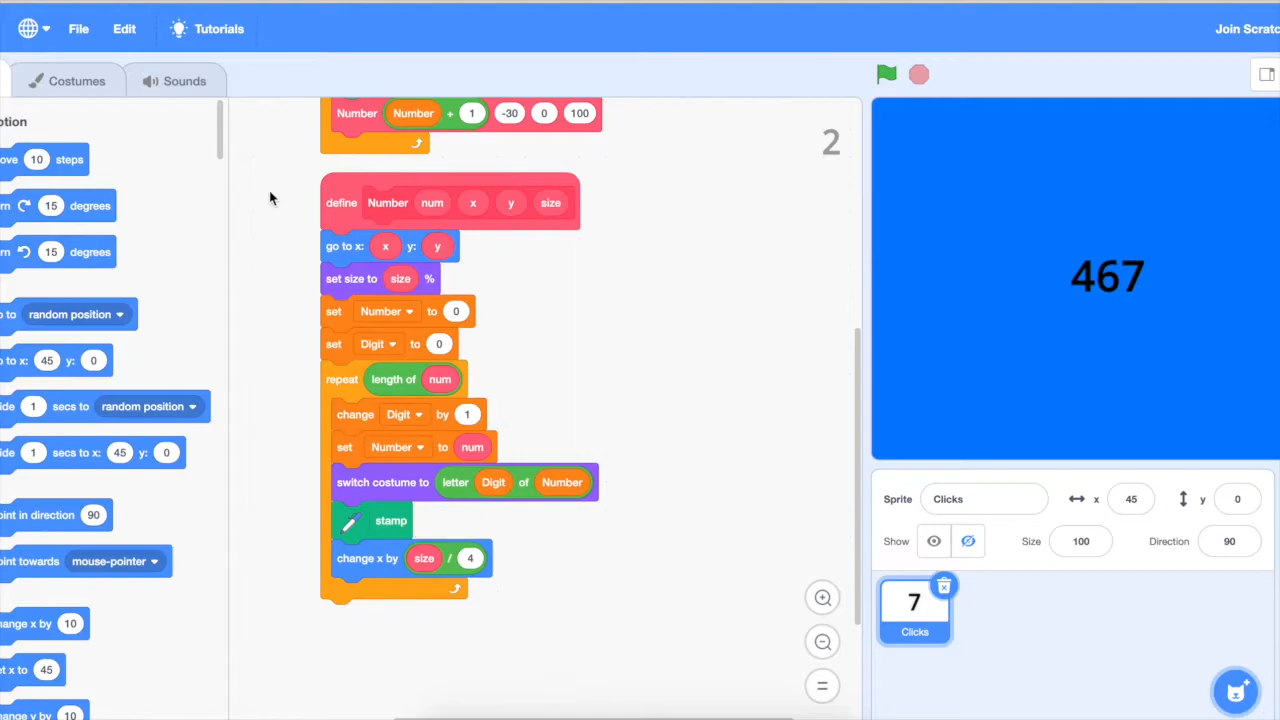 File Edit Tutorials Join Scratc
Costumes Sounds
otion
ove 10 steps
rn 15 degrees
rn 15 degrees
o to random position
o to x: 45 y: 0
ide 1 secs to random position
ide 1 secs to x: 45 y: 0
oint in direction 90
oint towards mouse-pointer
hange x by 10
et x to 45
hange y by 10
Number Number + 1 -30 0 100
2
define Number num x y size
go to x: x y: y
set size to size %
set Number to 0
set Digit to 0
repeat length of num
change Digit by 1
set Number to num
switch costume to letter Digit of Number
stamp
change x by size / 4
467
Sprite Clicks x 45 y 0
Show Size 100 Direction 90
7
Clicks